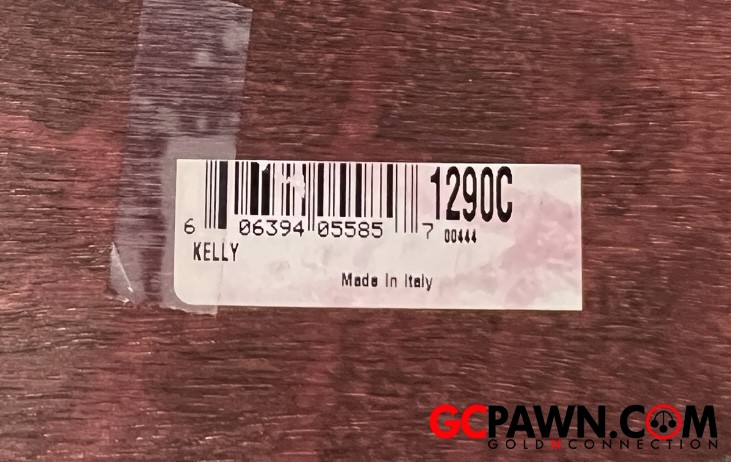 1290C
6 06394 05585 7 00444
KELLY
Made In Italy
GCPAWN.COM
GOLD N CONNECTION